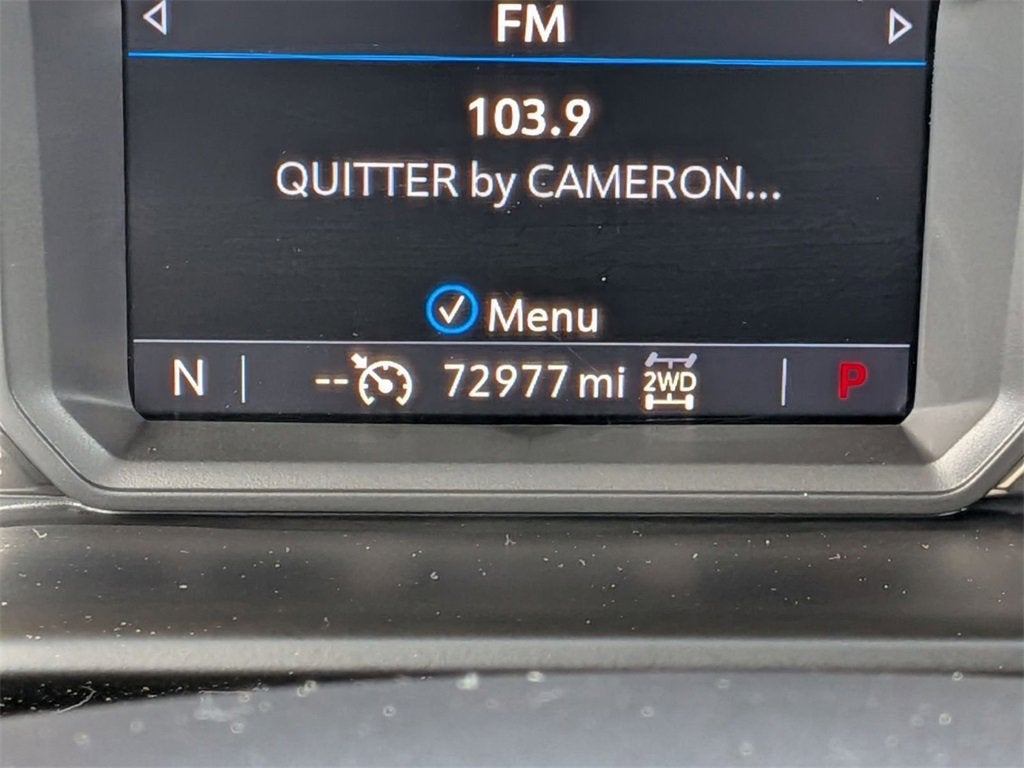 FM
103.9
QUITTER by CAMERON...
Menu
N -- 72977 mi 2WD P